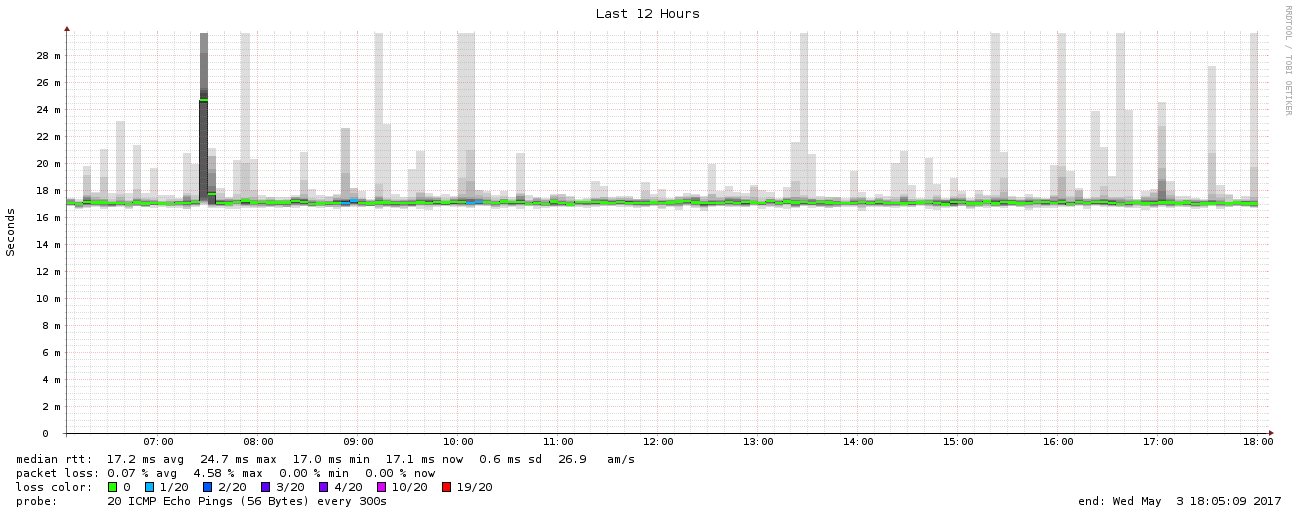 Last 12 Hours
RRDTOOL / TOBI OETIKER
Seconds
28 m
26 m
24 m
22 m
20 m
18 m
16 m
14 m
12 m
10 m
8 m
6 m
4 m
2 m
0
07:00 08:00 09:00 10:00 11:00 12:00 13:00 14:00 15:00 16:00 17:00 18:00
median rtt: 17.2 ms avg 24.7 ms max 17.0 ms min 17.1 ms now 0.6 ms sd 26.9 am/s
packet loss: 0.07 % avg 4.58 % max 0.00 % min 0.00 % now
loss color: 0 1/20 2/20 3/20 4/20 10/20 19/20
probe: 20 ICMP Echo Pings (56 Bytes) every 300s end: Wed May 3 18:05:09 2017